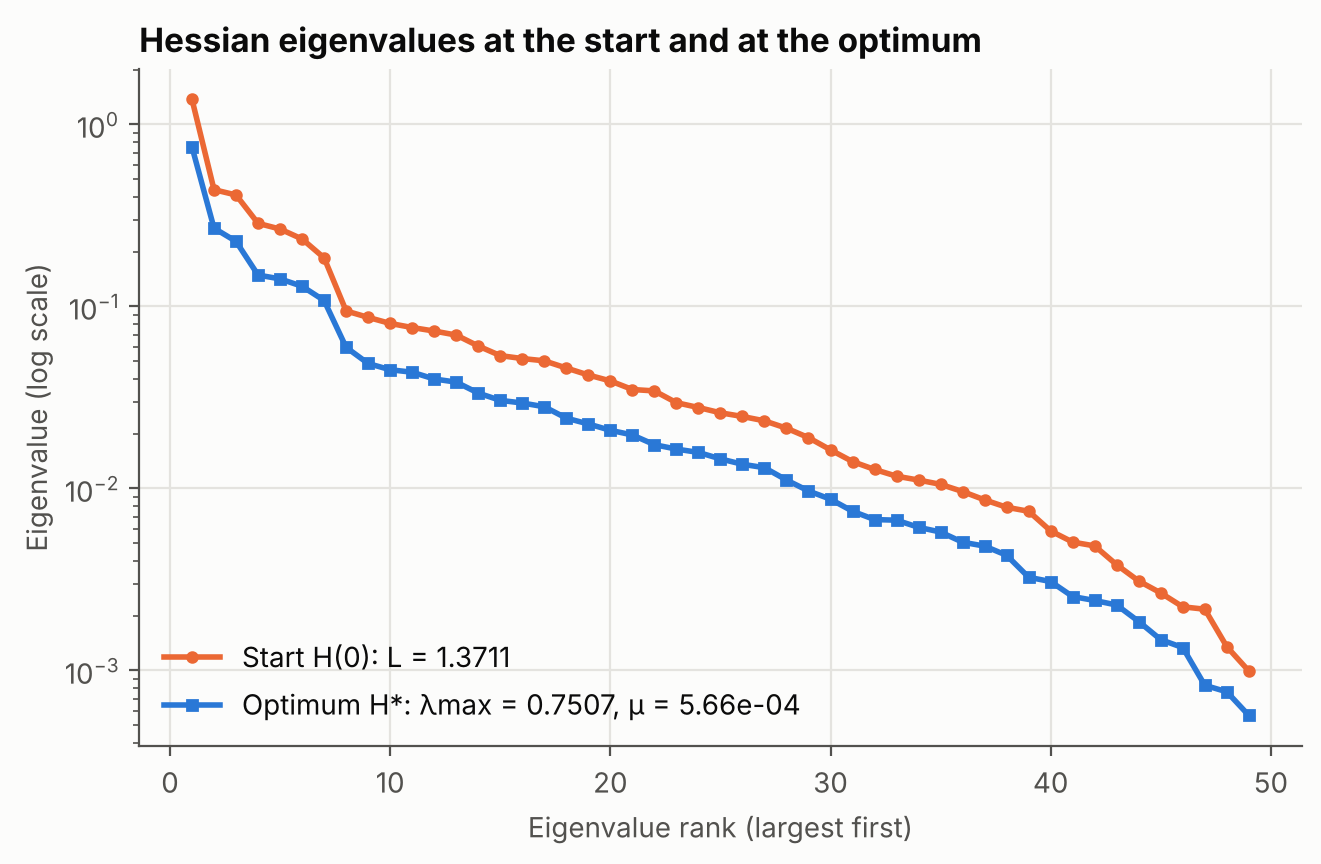 Hessian eigenvalues at the start and at the optimum
Eigenvalue (log scale)
10⁰
10⁻¹
10⁻²
10⁻³
Start H(0): L = 1.3711
Optimum H*: λmax = 0.7507, μ = 5.66e-04
0 10 20 30 40 50
Eigenvalue rank (largest first)